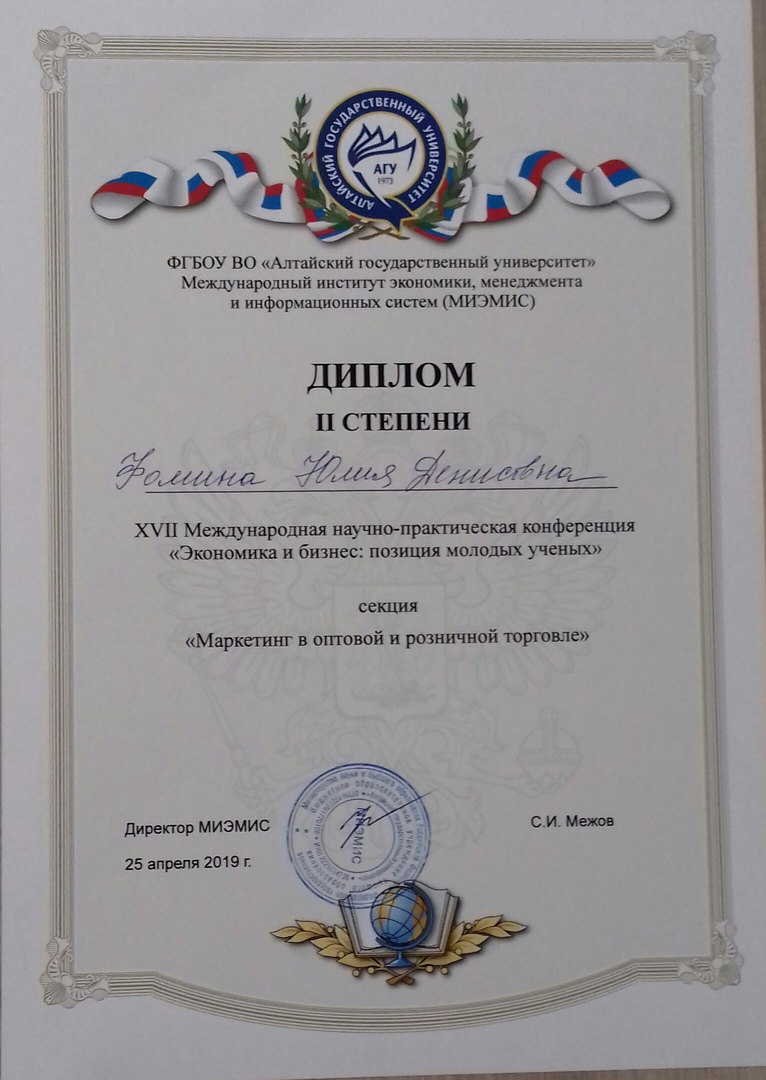 АЛТАЙСКИЙ ГОСУДАРСТВЕННЫЙ УНИВЕРСИТЕТ
АГУ
1973
ФГБОУ ВО «Алтайский государственный университет»
Международный институт экономики, менеджмента
и информационных систем (МИЭМИС)
ДИПЛОМ
II СТЕПЕНИ
Фомина Юлия Денисовна
XVII Международная научно-практическая конференция
«Экономика и бизнес: позиция молодых ученых»
секция
«Маркетинг в оптовой и розничной торговле»
Директор МИЭМИС
МИЭМИС
С.И. Межов
25 апреля 2019 г.